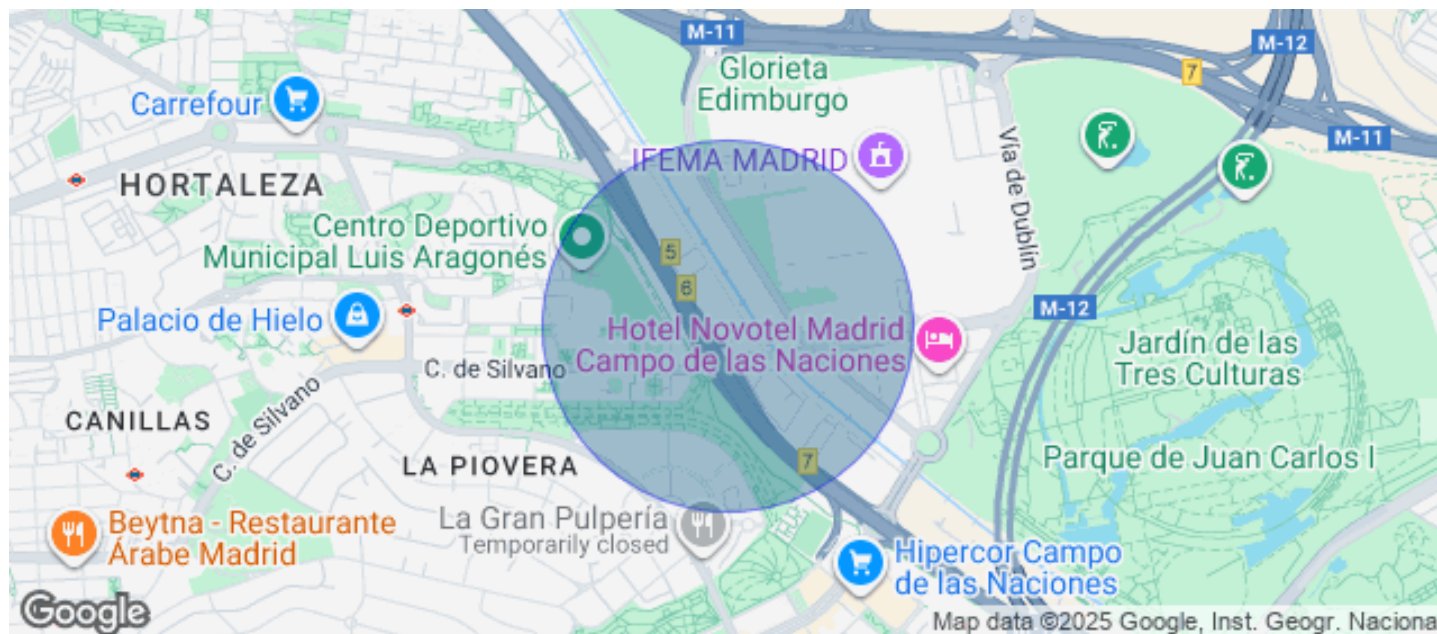 M-11
M-12
Glorieta
Edimburgo
7
Carrefour
M-11
IFEMA MADRID
Vía de Dublín
HORTALEZA
Centro Deportivo
Municipal Luis Aragonés
5
6
M-12
Palacio de Hielo
Hotel Novotel Madrid
Campo de las Naciones
Jardín de las
Tres Culturas
C. de Silvano
CANILLAS
C. de Silvano
LA PIOVERA
7
Parque de Juan Carlos I
Beytna - Restaurante
Árabe Madrid
La Gran Pulpería
Temporarily closed
Hipercor Campo
de las Naciones
Google
Map data ©2025 Google, Inst. Geogr. Naciona